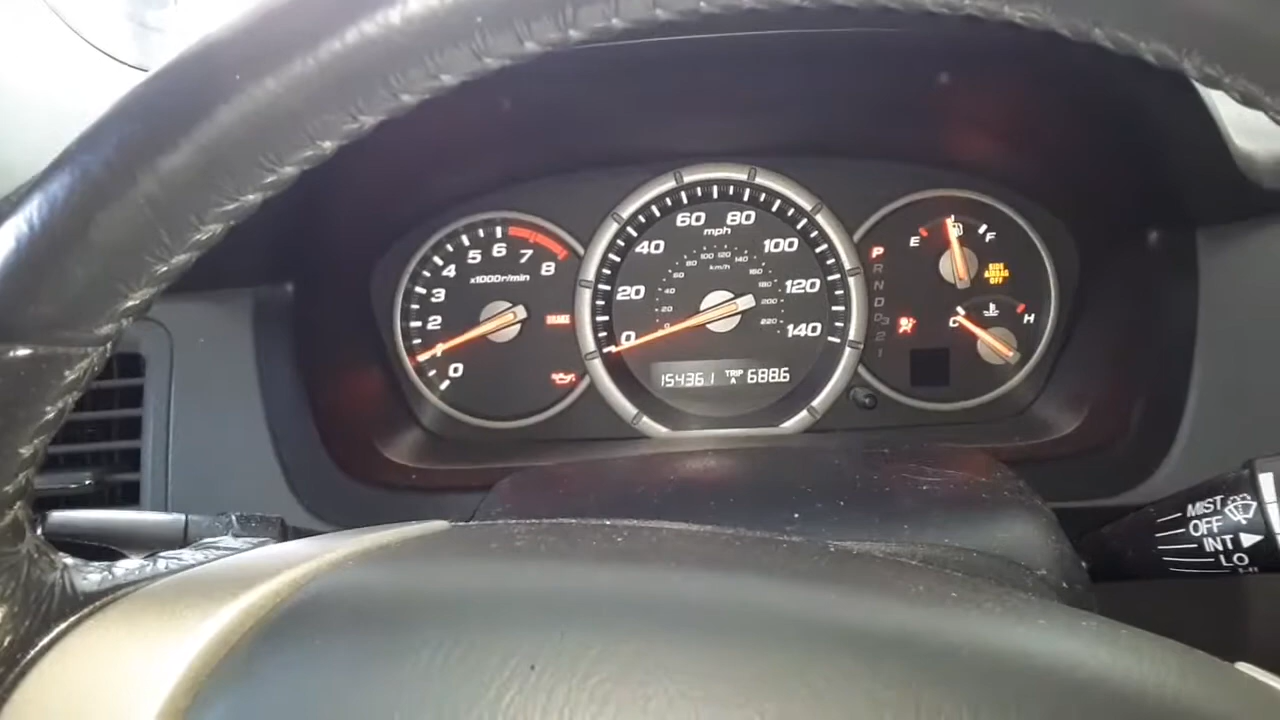 8
7
6
5
4
3
2
1
0
x1000r/min
BRAKE
60 80
mph
40 100
20 120
0 140
80 100 120 140
km/h
60 160
40 180
20 200
0 220
154361 TRIP A 688.6
P
R
N
D
D3
2
1
E F
SIDE
AIRBAG
OFF
C H
MIST
OFF
INT
LO